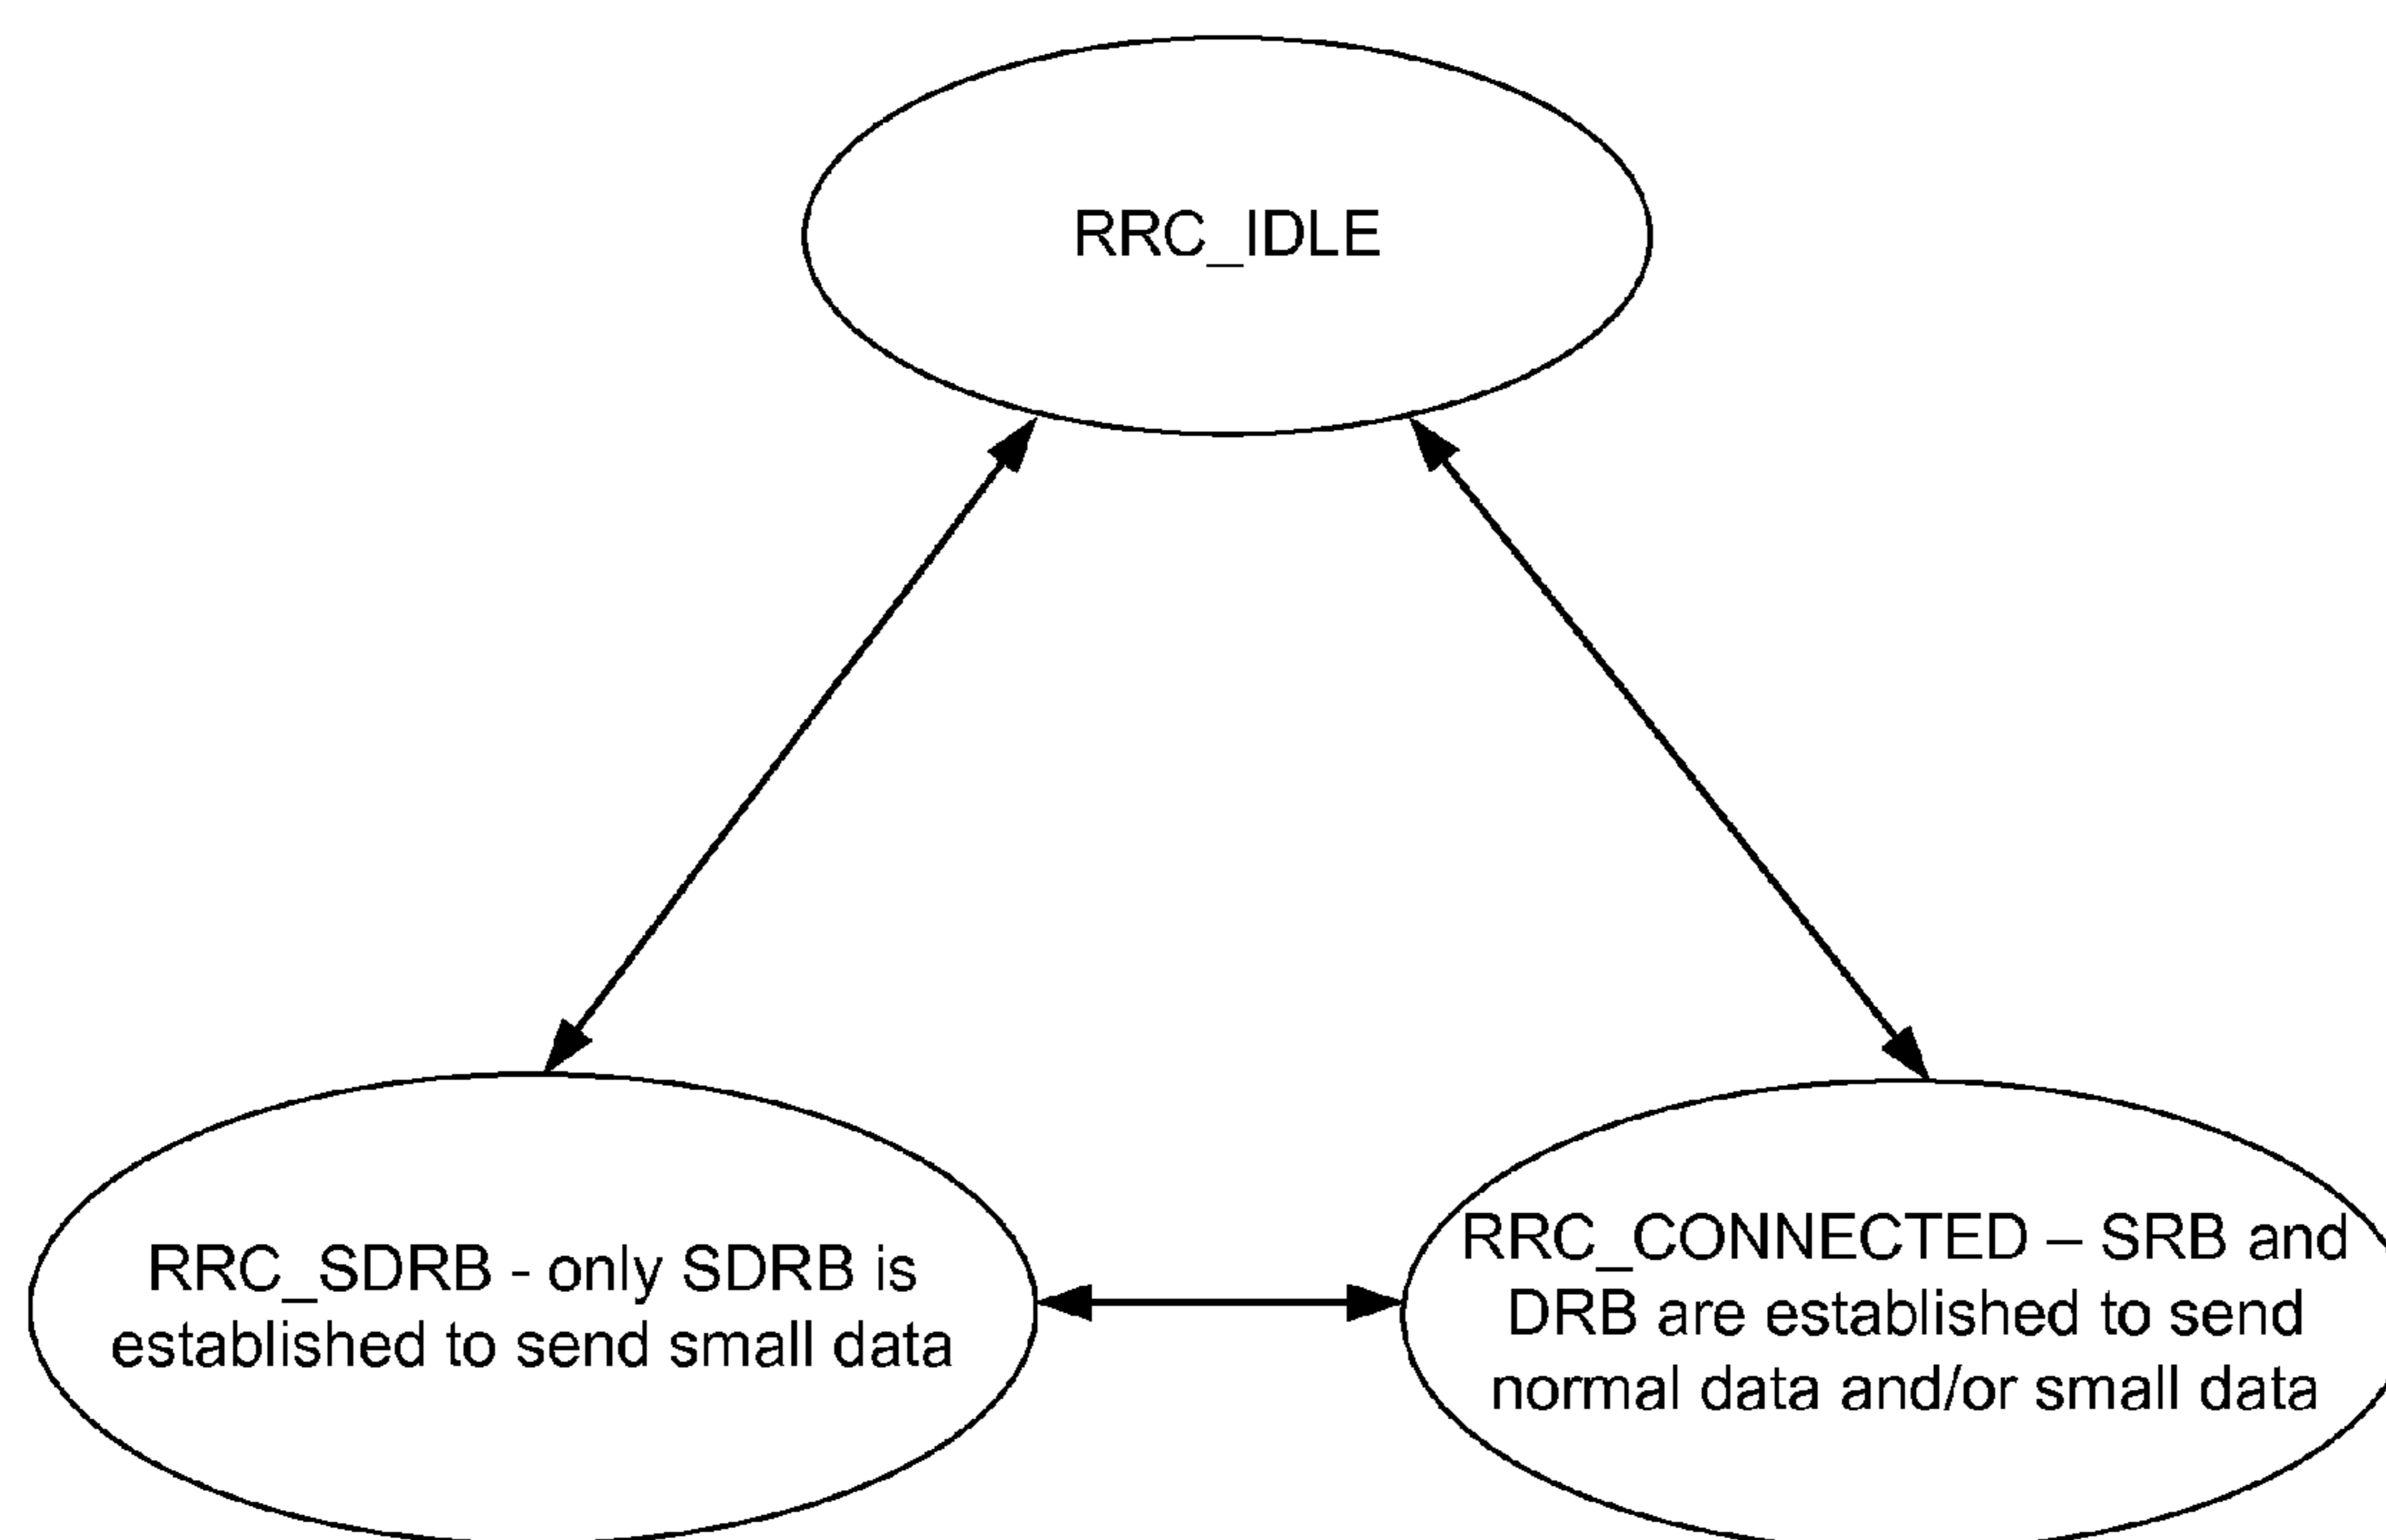 RRC_IDLE
RRC_SDRB - only SDRB is
established to send small data
RRC_CONNECTED – SRB and
DRB are established to send
normal data and/or small data